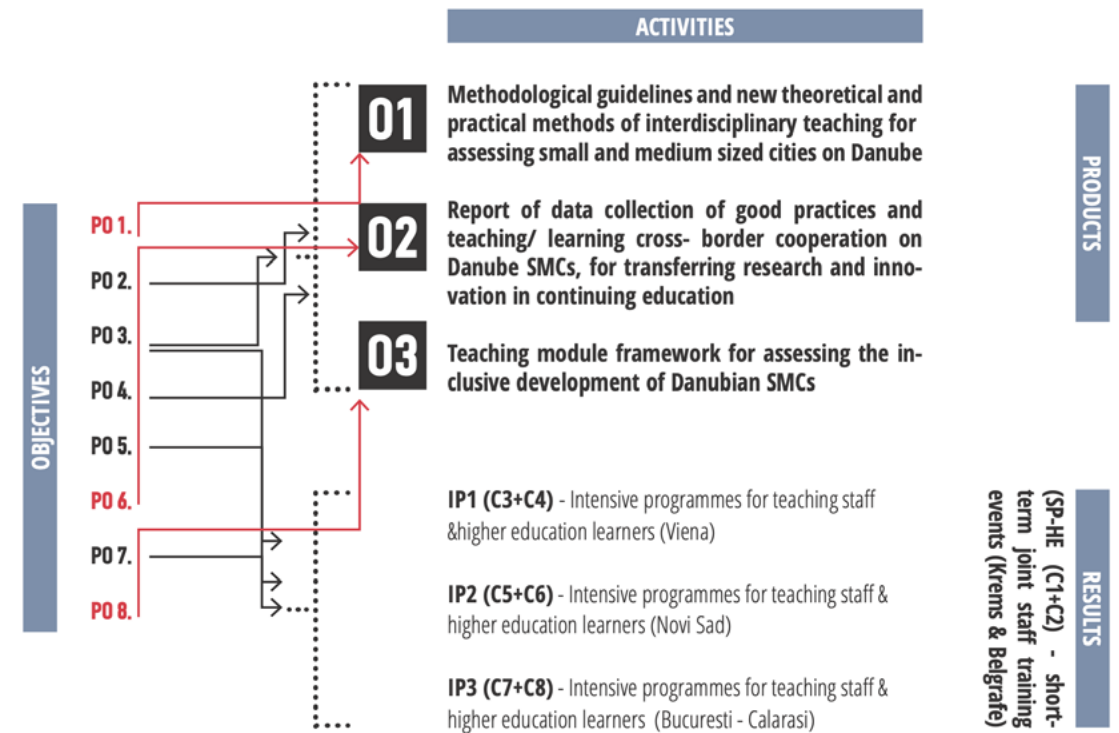 ACTIVITIES
OBJECTIVES
PO 1.
PO 2.
PO 3.
PO 4.
PO 5.
PO 6.
PO 7.
PO 8.
01
Methodological guidelines and new theoretical and
practical methods of interdisciplinary teaching for
assessing small and medium sized cities on Danube
02
Report of data collection of good practices and
teaching/ learning cross- border cooperation on
Danube SMCs, for transferring research and inno-
vation in continuing education
03
Teaching module framework for assessing the in-
clusive development of Danubian SMCs
IP1 (C3+C4) - Intensive programmes for teaching staff
&higher education learners (Viena)
IP2 (C5+C6) - Intensive programmes for teaching staff &
higher education learners (Novi Sad)
IP3 (C7+C8) - Intensive programmes for teaching staff &
higher education learners (Bucuresti - Calarasi)
PRODUCTS
RESULTS
(SP-HE (C1+C2) - short-
term joint staff training
events (Krems & Belgrafe)